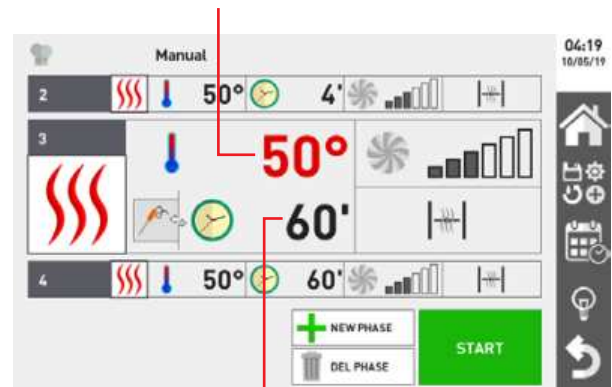 Manual
04:19
10/05/19
2 50° 4'
3
50°
60'
4 50° 60'
NEW PHASE
DEL PHASE
START